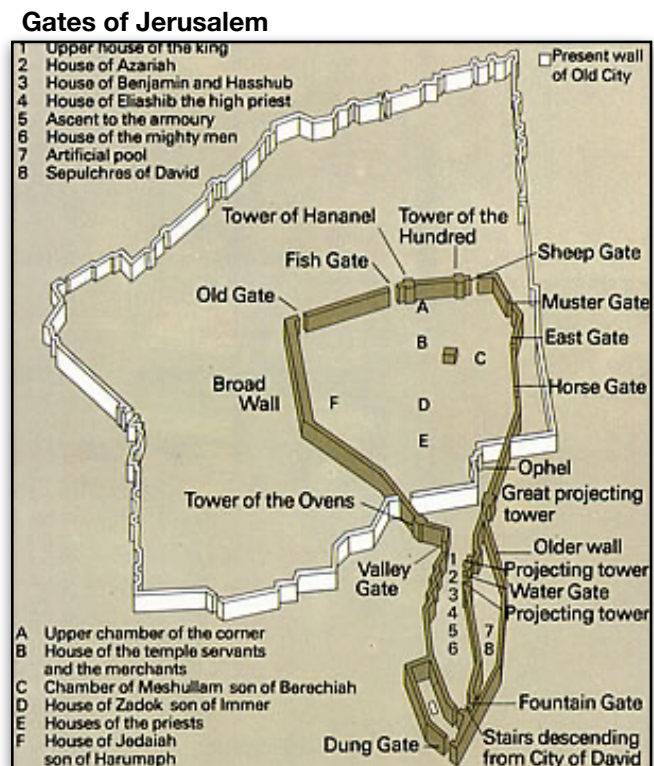 Gates of Jerusalem
1 Upper house of the king
2 House of Azariah
3 House of Benjamin and Hasshub
4 House of Eliashib the high priest
5 Ascent to the armoury
6 House of the mighty men
7 Artificial pool
8 Sepulchres of David
Present wall
of Old City
Tower of Hananel
Tower of the
Hundred
Fish Gate
Sheep Gate
Old Gate
Muster Gate
A
East Gate
B
C
Horse Gate
Broad
Wall
F
D
E
Ophel
Tower of the Ovens
Great projecting
tower
Older wall
Valley
Gate
Projecting tower
Water Gate
Projecting tower
1
2
3
4
5
6
7
8
A Upper chamber of the corner
B House of the temple servants
and the merchants
C Chamber of Meshullam son of Berechiah
D House of Zadok son of Immer
E Houses of the priests
F House of Jedaiah
son of Harumaph
Fountain Gate
Dung Gate
Stairs descending
from City of David